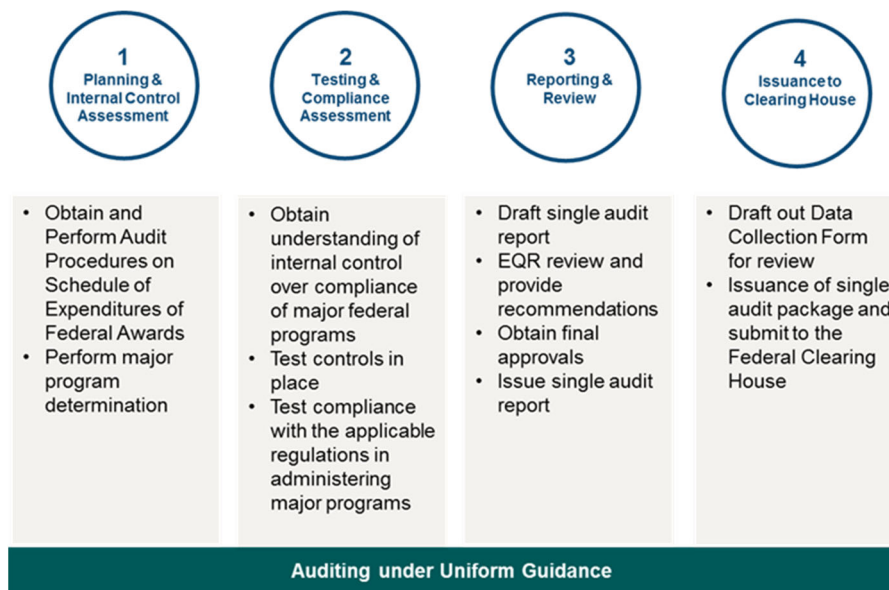 1
Planning &
Internal Control
Assessment
2
Testing &
Compliance
Assessment
3
Reporting &
Review
4
Issuance to
Clearing House
• Obtain and
Perform Audit
Procedures on
Schedule of
Expenditures of
Federal Awards
• Perform major
program
determination
• Obtain
understanding of
internal control
over compliance
of major federal
programs
• Test controls in
place
• Test compliance
with the applicable
regulations in
administering
major programs
• Draft single audit
report
• EQR review and
provide
recommendations
• Obtain final
approvals
• Issue single audit
report
• Draft out Data
Collection Form
for review
• Issuance of single
audit package and
submit to the
Federal Clearing
House
Auditing under Uniform Guidance